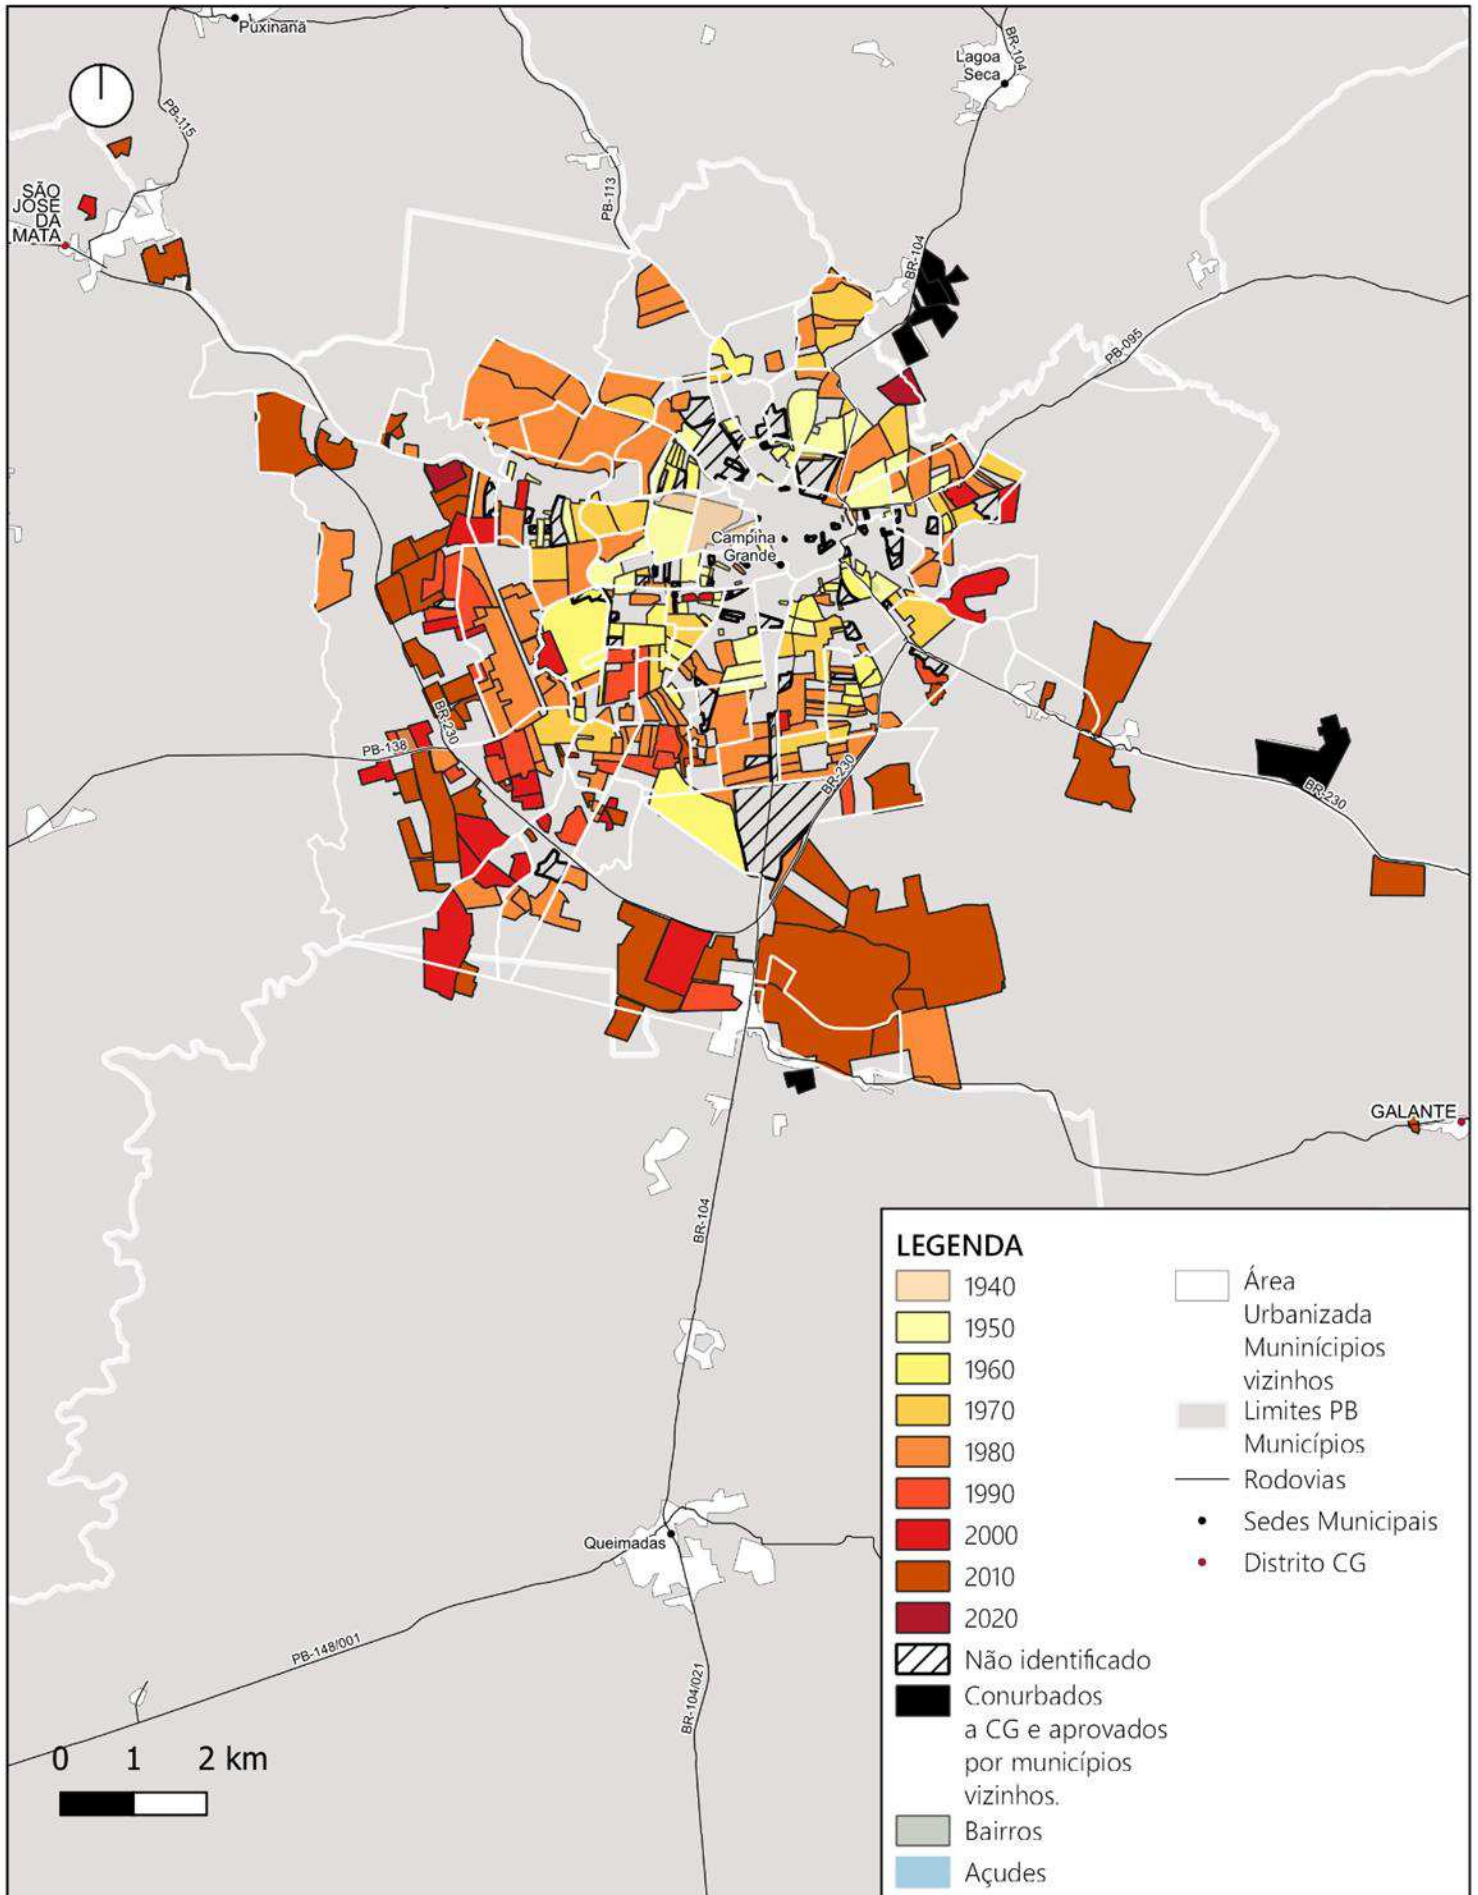 Puxinanã
BR-104
Lagoa
Seca
PB-115
SÃO
JOSÉ
DA
MATA
PB-113
BR-104
PB-095
Campina
Grande
BR-230
PB-138
BR-230
BR-230
GALANTE
BR-104
Queimadas
PB-148/001
BR-104/021
0 1 2 km
LEGENDA
1940
1950
1960
1970
1980
1990
2000
2010
2020
Não identificado
Conurbados
a CG e aprovados
por municípios
vizinhos.
Bairros
Açudes
Área
Urbanizada
Muninícipios
vizinhos
Limites PB
Municípios
Rodovias
Sedes Municipais
Distrito CG